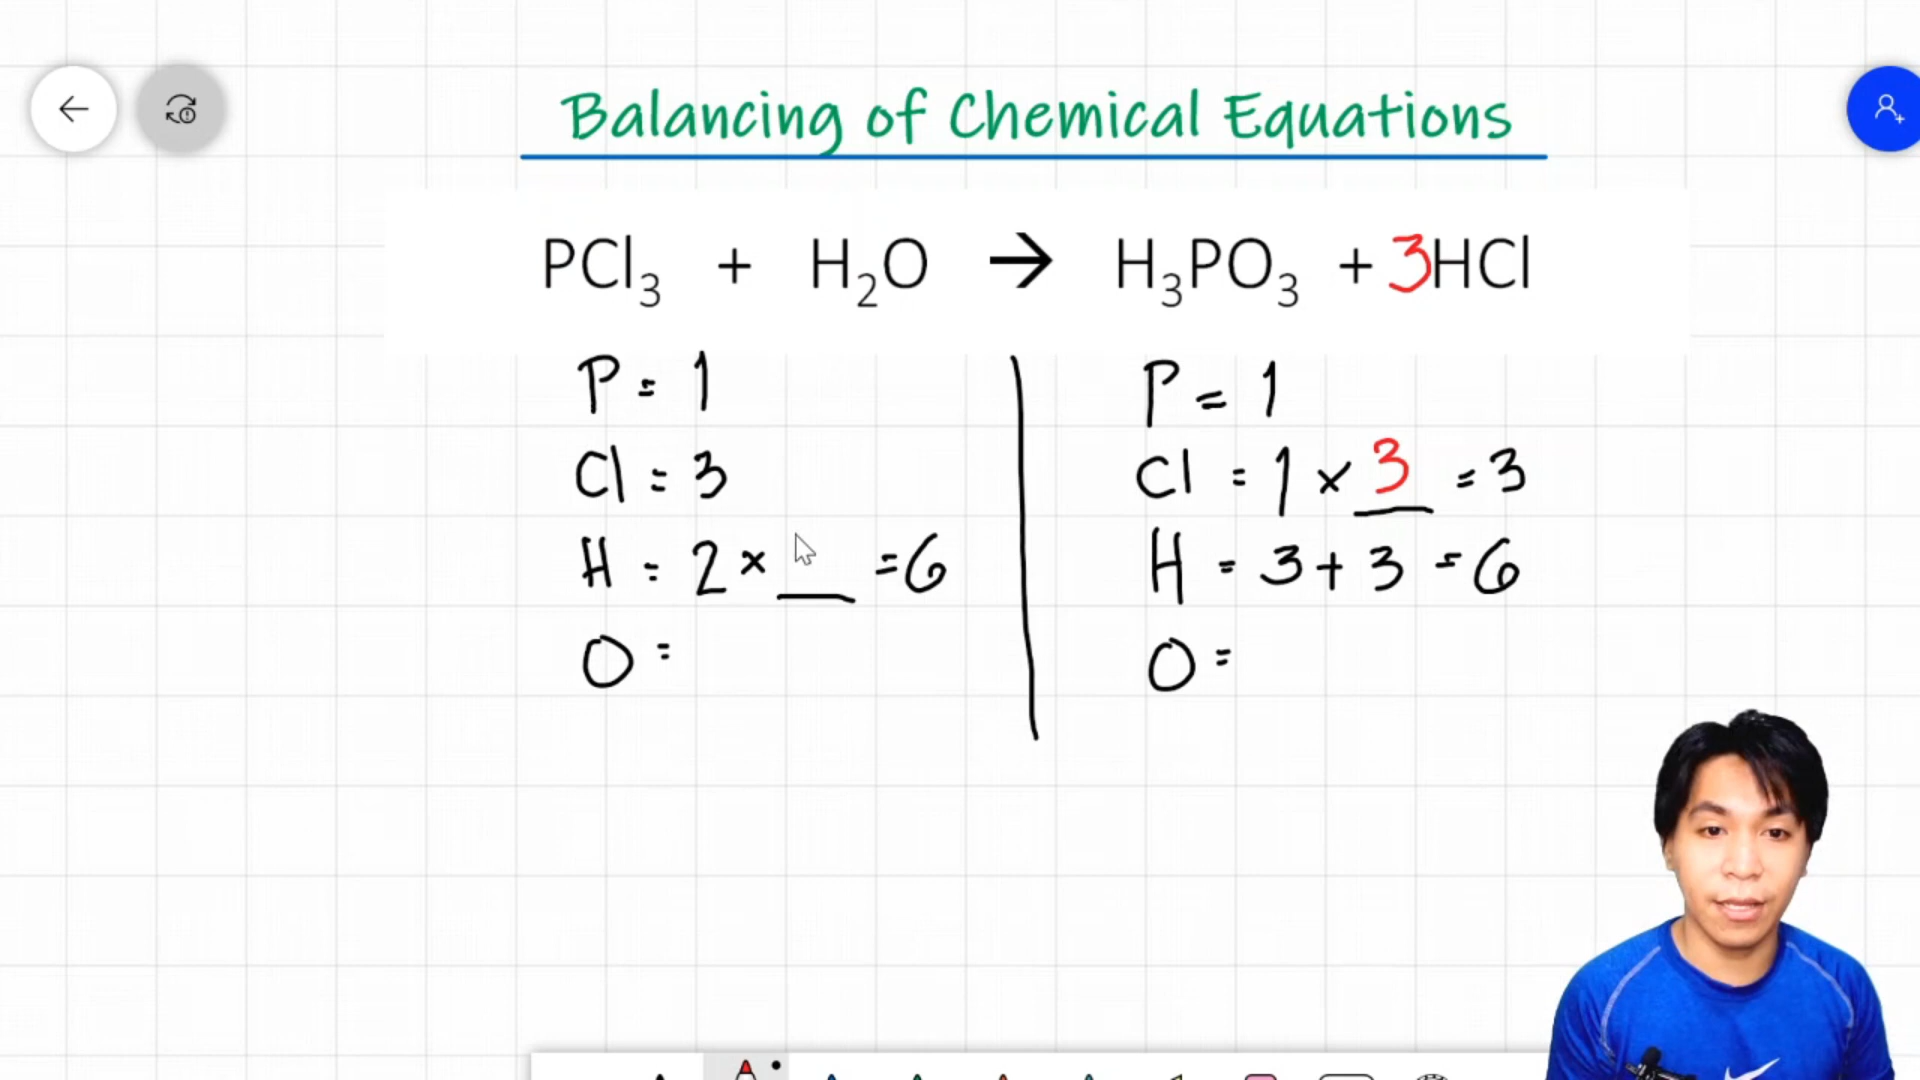 Balancing of Chemical Equations
PCl₃ + H₂O → H₃PO₃ + 3HCl
P = 1
Cl = 3
H = 2 × __ = 6
O =
P = 1
Cl = 1 × 3 = 3
H = 3 + 3 = 6
O =